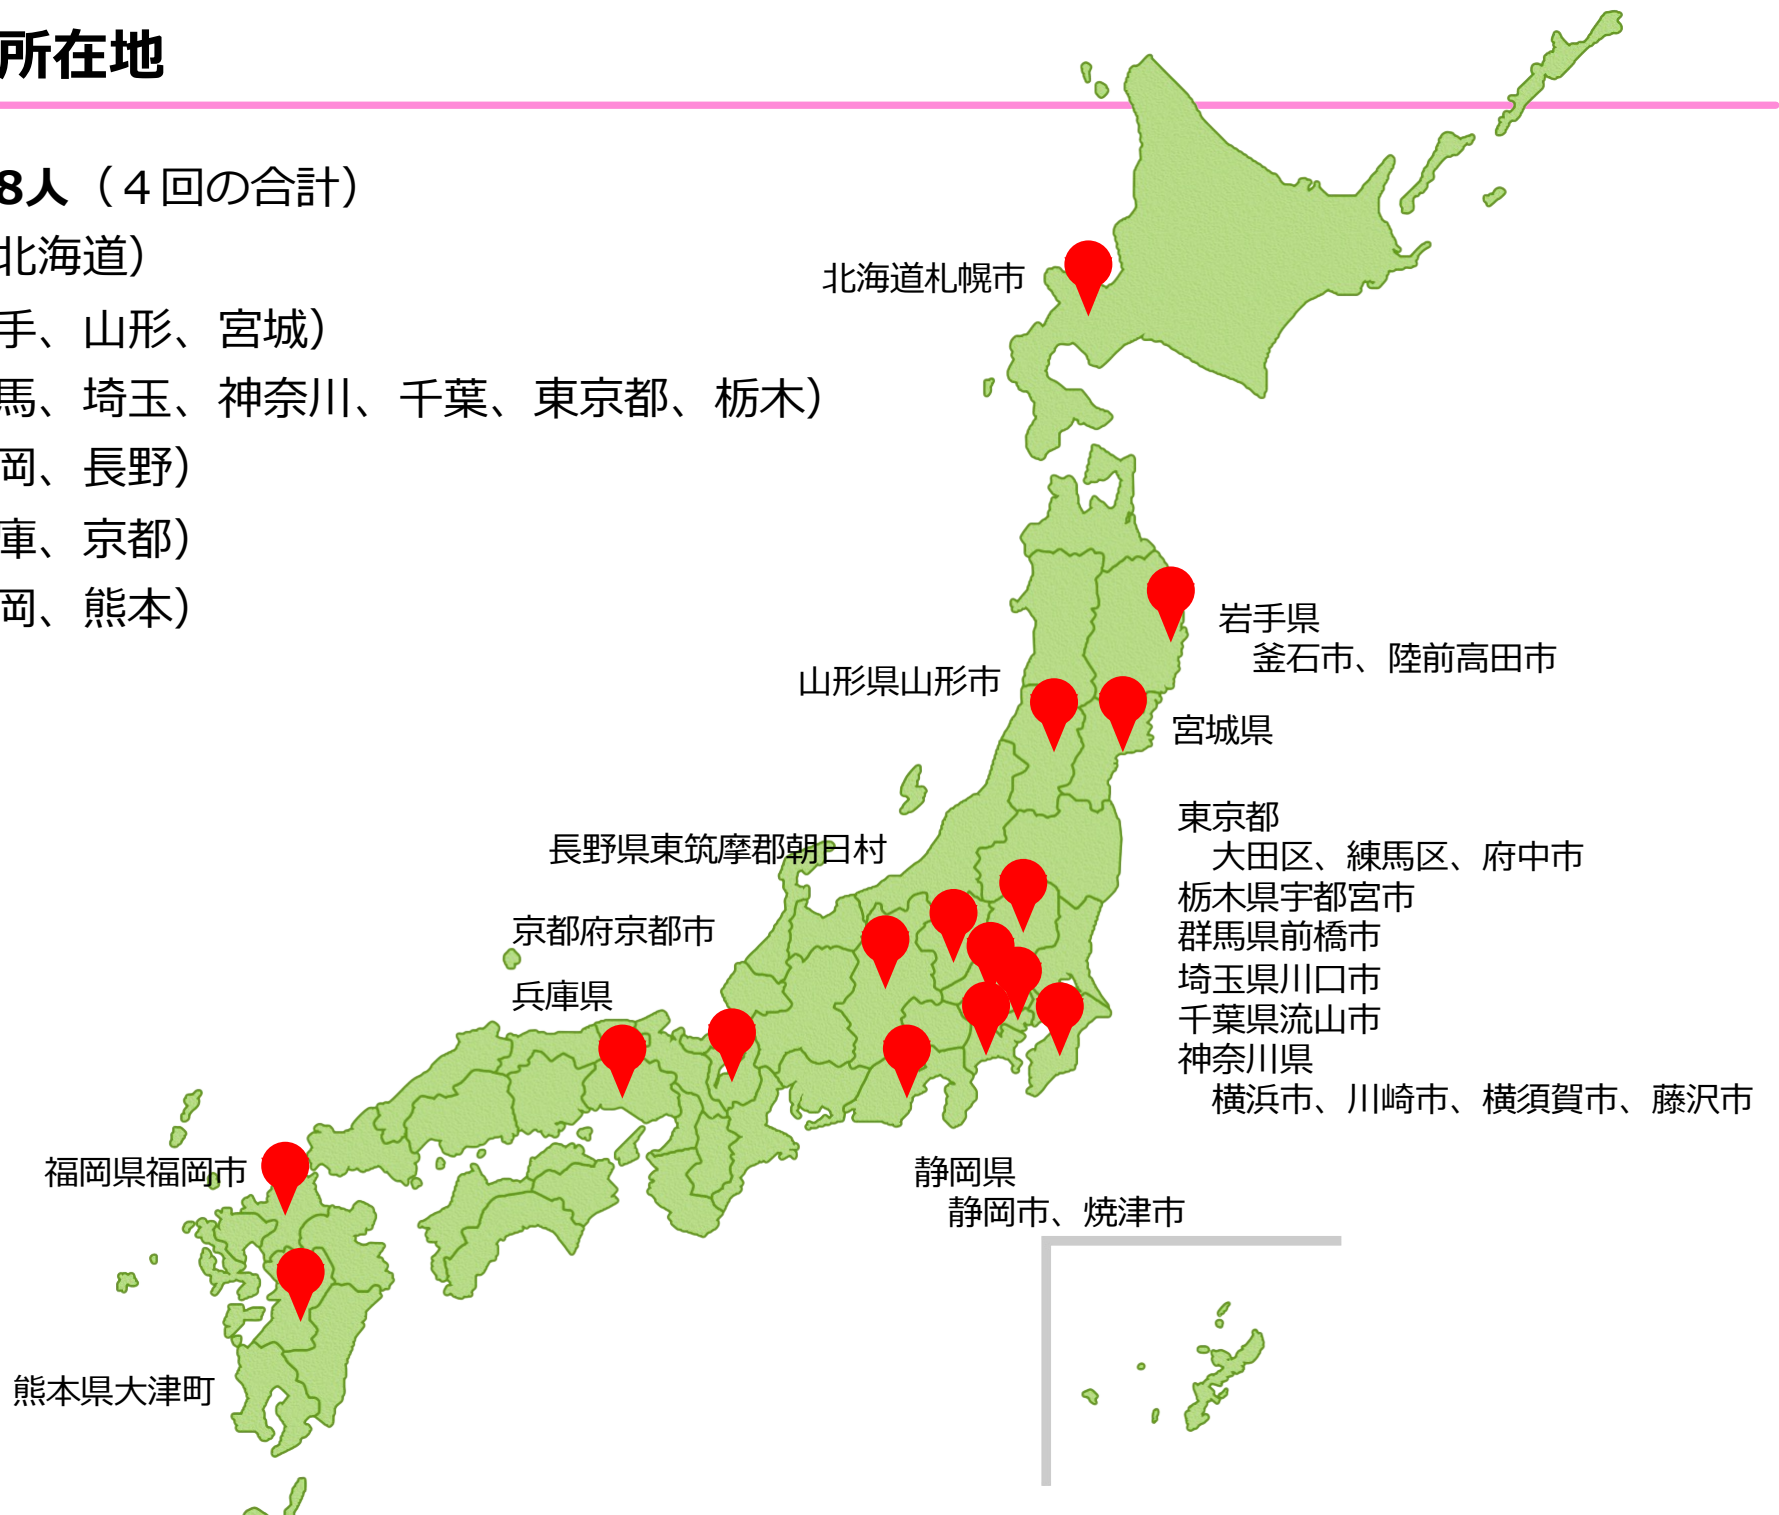 所在地
8人（４回の合計）
北海道）
手、山形、宮城）
馬、埼玉、神奈川、千葉、東京都、栃木）
岡、長野）
庫、京都）
岡、熊本）
北海道札幌市
岩手県
釜石市、陸前高田市
山形県山形市
宮城県
東京都
大田区、練馬区、府中市
栃木県宇都宮市
群馬県前橋市
埼玉県川口市
千葉県流山市
神奈川県
横浜市、川崎市、横須賀市、藤沢市
長野県東筑摩郡朝日村
京都府京都市
兵庫県
静岡県
静岡市、焼津市
福岡県福岡市
熊本県大津町